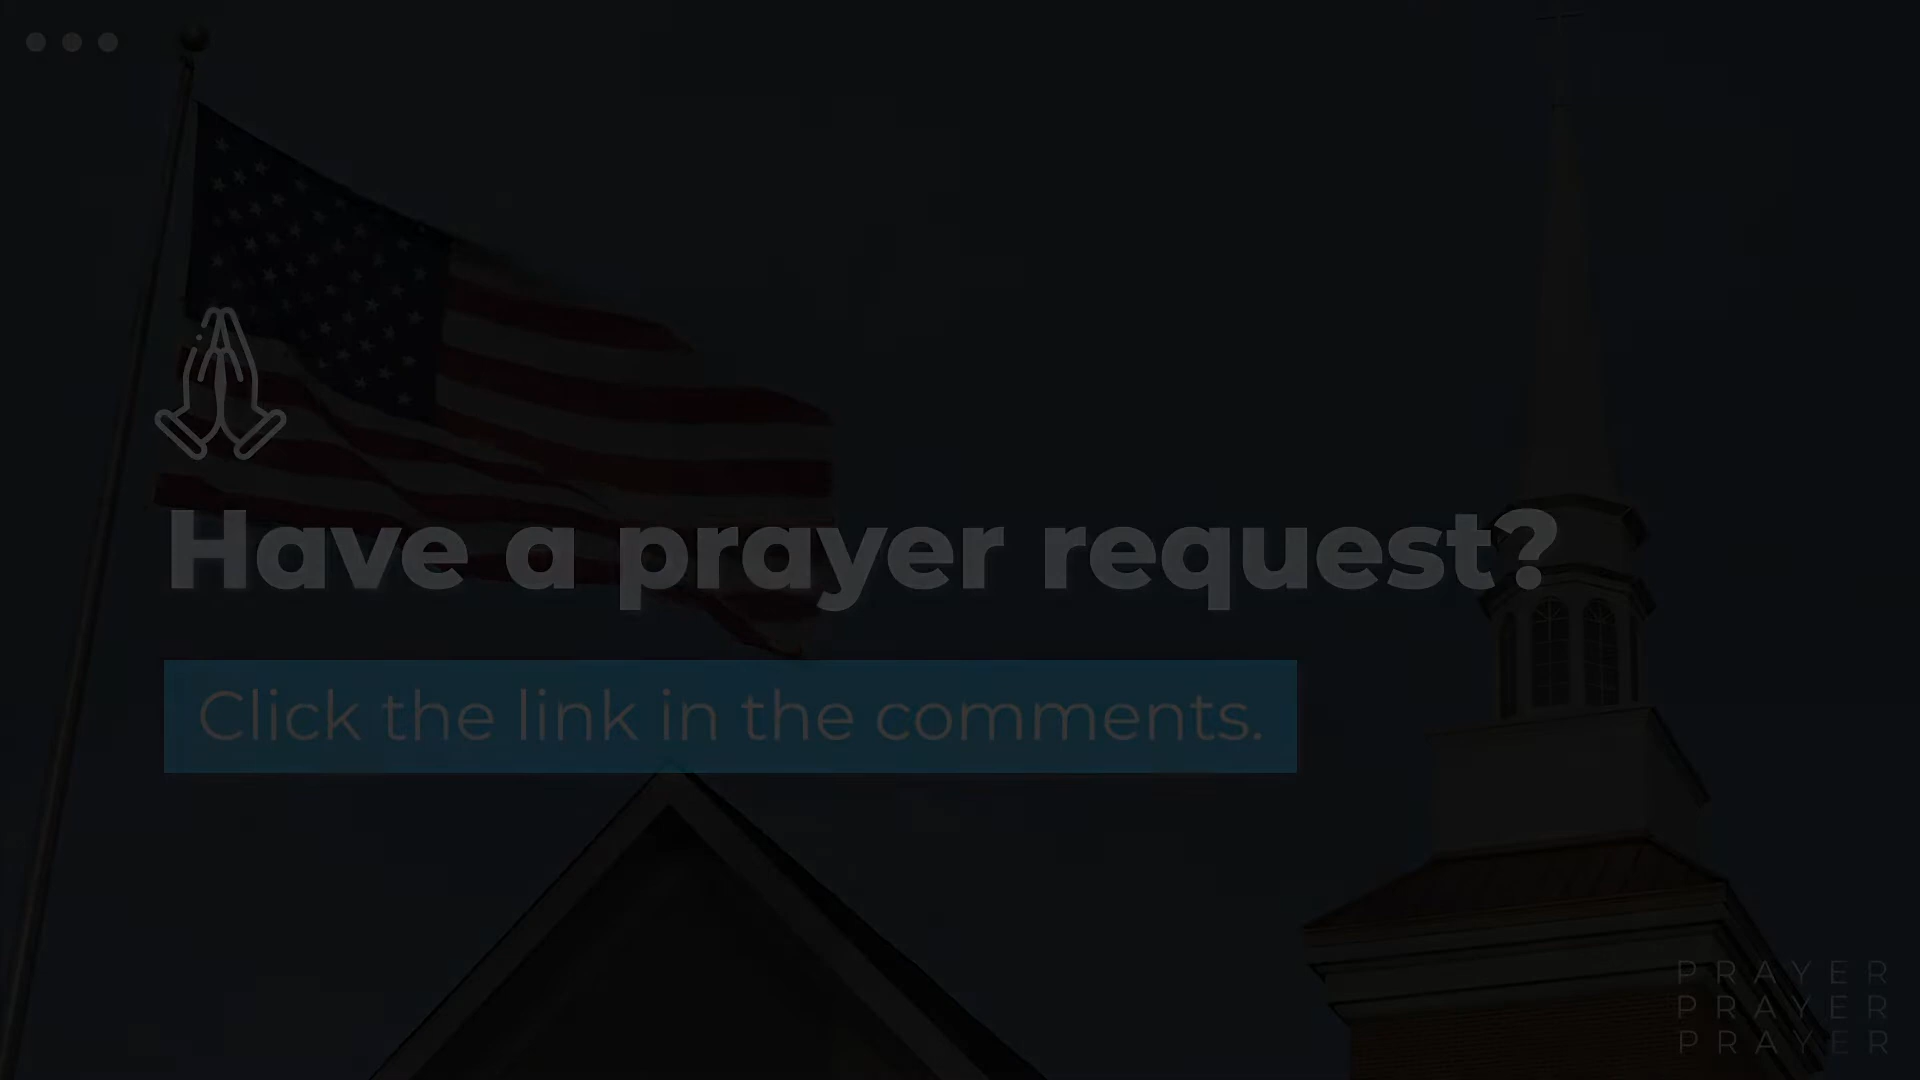 Have a prayer request?
Click the link in the comments.
PRAYER
PRAYER
PRAYER